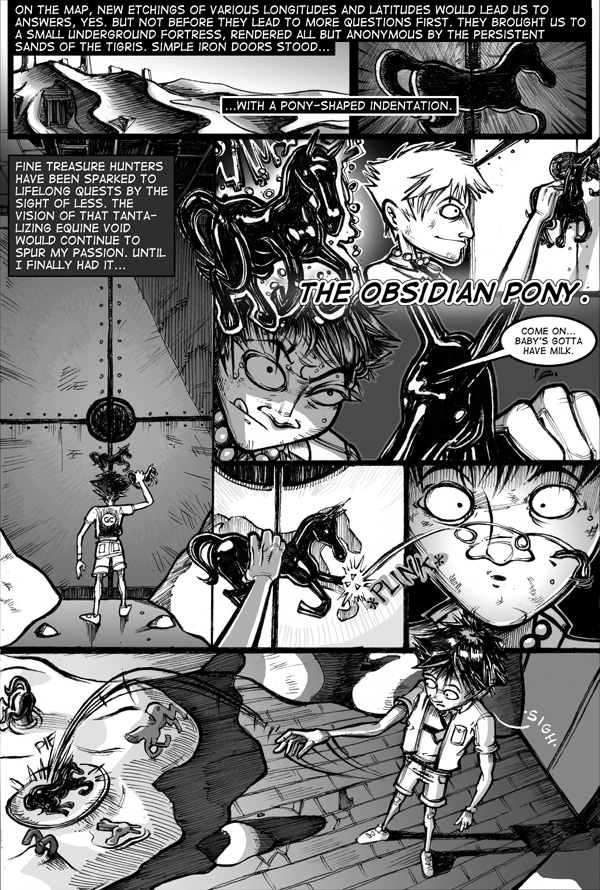 ON THE MAP, NEW ETCHINGS OF VARIOUS LONGITUDES AND LATITUDES WOULD LEAD US TO
ANSWERS, YES. BUT NOT BEFORE THEY LEAD TO MORE QUESTIONS FIRST. THEY BROUGHT US TO
A SMALL UNDERGROUND FORTRESS, RENDERED ALL BUT ANONYMOUS BY THE PERSISTENT
SANDS OF THE TIGRIS. SIMPLE IRON DOORS STOOD...
...WITH A PONY-SHAPED INDENTATION.
FINE TREASURE HUNTERS
HAVE BEEN SPARKED TO
LIFELONG QUESTS BY THE
SIGHT OF LESS. THE
VISION OF THAT TANTA-
LIZING EQUINE VOID
WOULD CONTINUE TO
SPUR MY PASSION. UNTIL
I FINALLY HAD IT...
THE OBSIDIAN PONY.
COME ON...
BABY'S GOTTA
HAVE MILK.
*PLINK*
PIF
-SIGH-